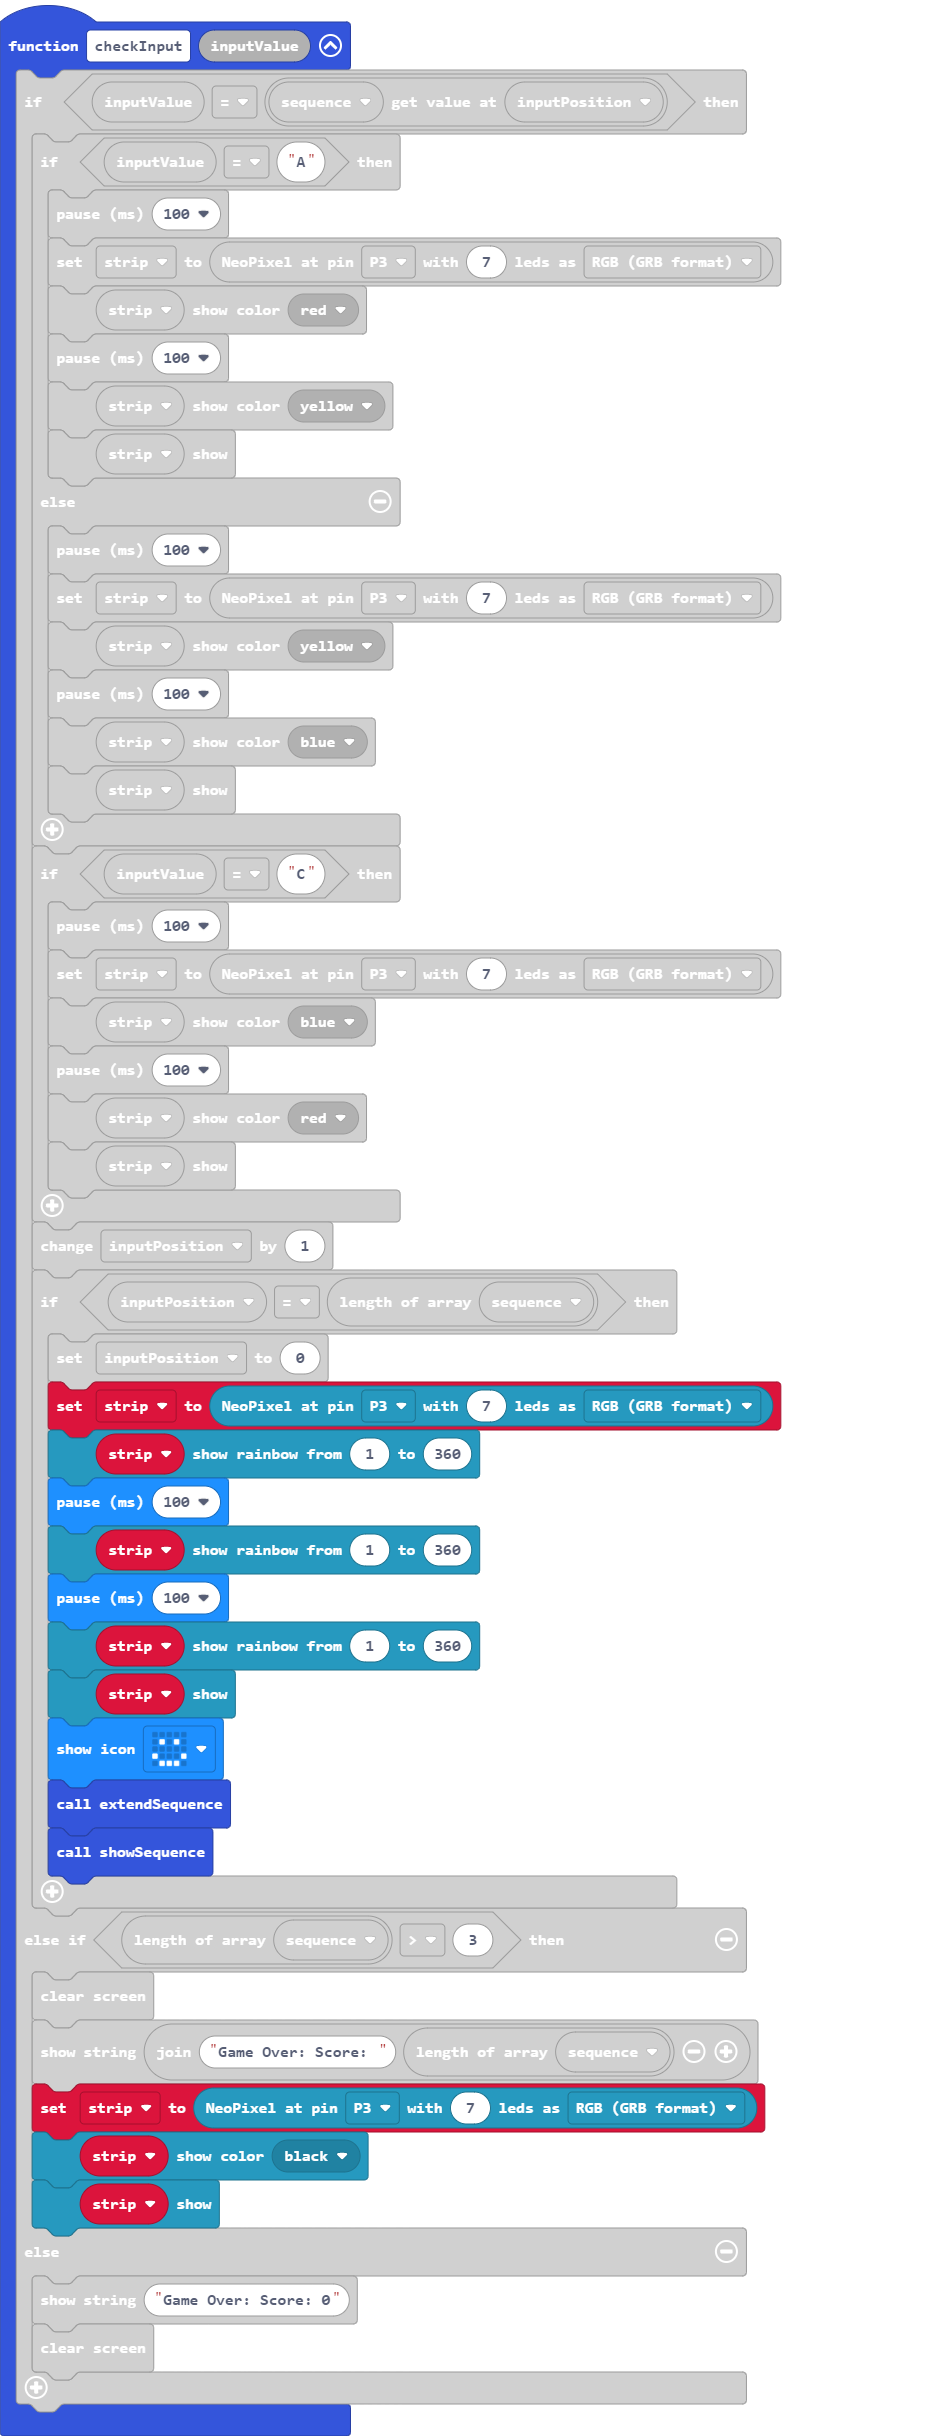 function checkInput inputValue
if inputValue = sequence get value at inputPosition then
if inputValue = "A" then
pause (ms) 100
set strip to NeoPixel at pin P3 with 7 leds as RGB (GRB format)
strip show color red
pause (ms) 100
strip show color yellow
strip show
else
pause (ms) 100
set strip to NeoPixel at pin P3 with 7 leds as RGB (GRB format)
strip show color yellow
pause (ms) 100
strip show color blue
strip show
if inputValue = "C" then
pause (ms) 100
set strip to NeoPixel at pin P3 with 7 leds as RGB (GRB format)
strip show color blue
pause (ms) 100
strip show color red
strip show
change inputPosition by 1
if inputPosition = length of array sequence then
set inputPosition to 0
set strip to NeoPixel at pin P3 with 7 leds as RGB (GRB format)
strip show rainbow from 1 to 360
pause (ms) 100
strip show rainbow from 1 to 360
pause (ms) 100
strip show rainbow from 1 to 360
strip show
show icon
call extendSequence
call showSequence
else if length of array sequence > 3 then
clear screen
show string join "Game Over: Score: " length of array sequence
set strip to NeoPixel at pin P3 with 7 leds as RGB (GRB format)
strip show color black
strip show
else
show string "Game Over: Score: 0"
clear screen